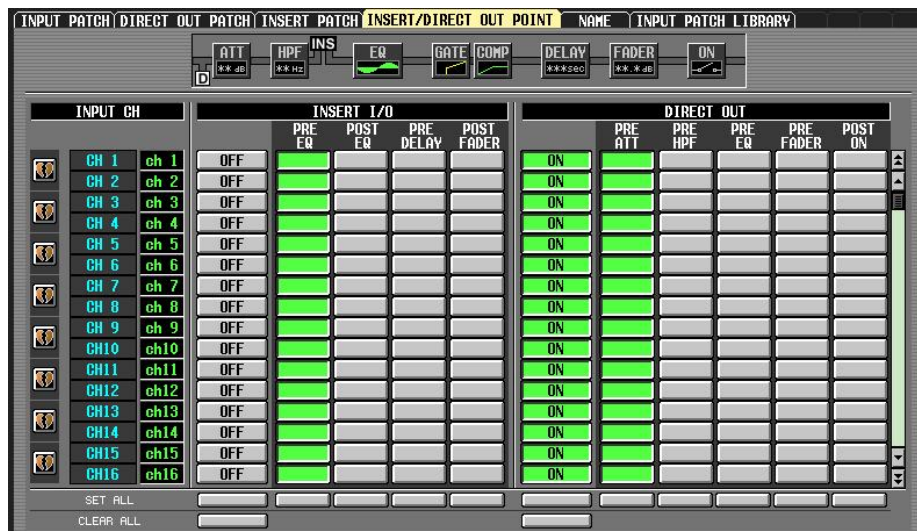 INPUT PATCH DIRECT OUT PATCH INSERT PATCH INSERT/DIRECT OUT POINT NAME INPUT PATCH LIBRARY
ATT HPF INS EQ GATE COMP DELAY FADER ON
D **dB **Hz ***sec **.*dB
INPUT CH INSERT I/O DIRECT OUT
PRE EQ POST EQ PRE DELAY POST FADER PRE ATT PRE HPF PRE EQ PRE FADER POST ON
CH 1 ch 1 OFF ON
CH 2 ch 2 OFF ON
CH 3 ch 3 OFF ON
CH 4 ch 4 OFF ON
CH 5 ch 5 OFF ON
CH 6 ch 6 OFF ON
CH 7 ch 7 OFF ON
CH 8 ch 8 OFF ON
CH 9 ch 9 OFF ON
CH10 ch10 OFF ON
CH11 ch11 OFF ON
CH12 ch12 OFF ON
CH13 ch13 OFF ON
CH14 ch14 OFF ON
CH15 ch15 OFF ON
CH16 ch16 OFF ON
SET ALL
CLEAR ALL